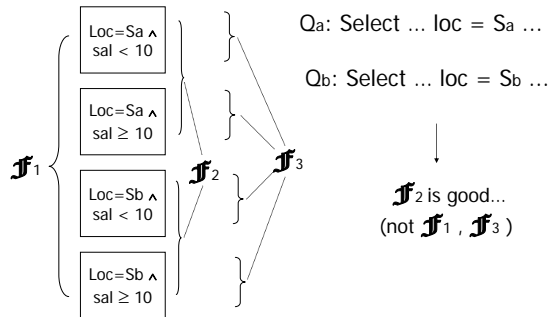 Loc=Sa ∧
sal < 10
Loc=Sa ∧
sal ≥ 10
Loc=Sb ∧
sal < 10
Loc=Sb ∧
sal ≥ 10
𝕱1
𝕱2
𝕱3
Qa: Select ... loc = Sa ...
Qb: Select ... loc = Sb ...
𝕱2 is good...
(not 𝕱1 , 𝕱3 )